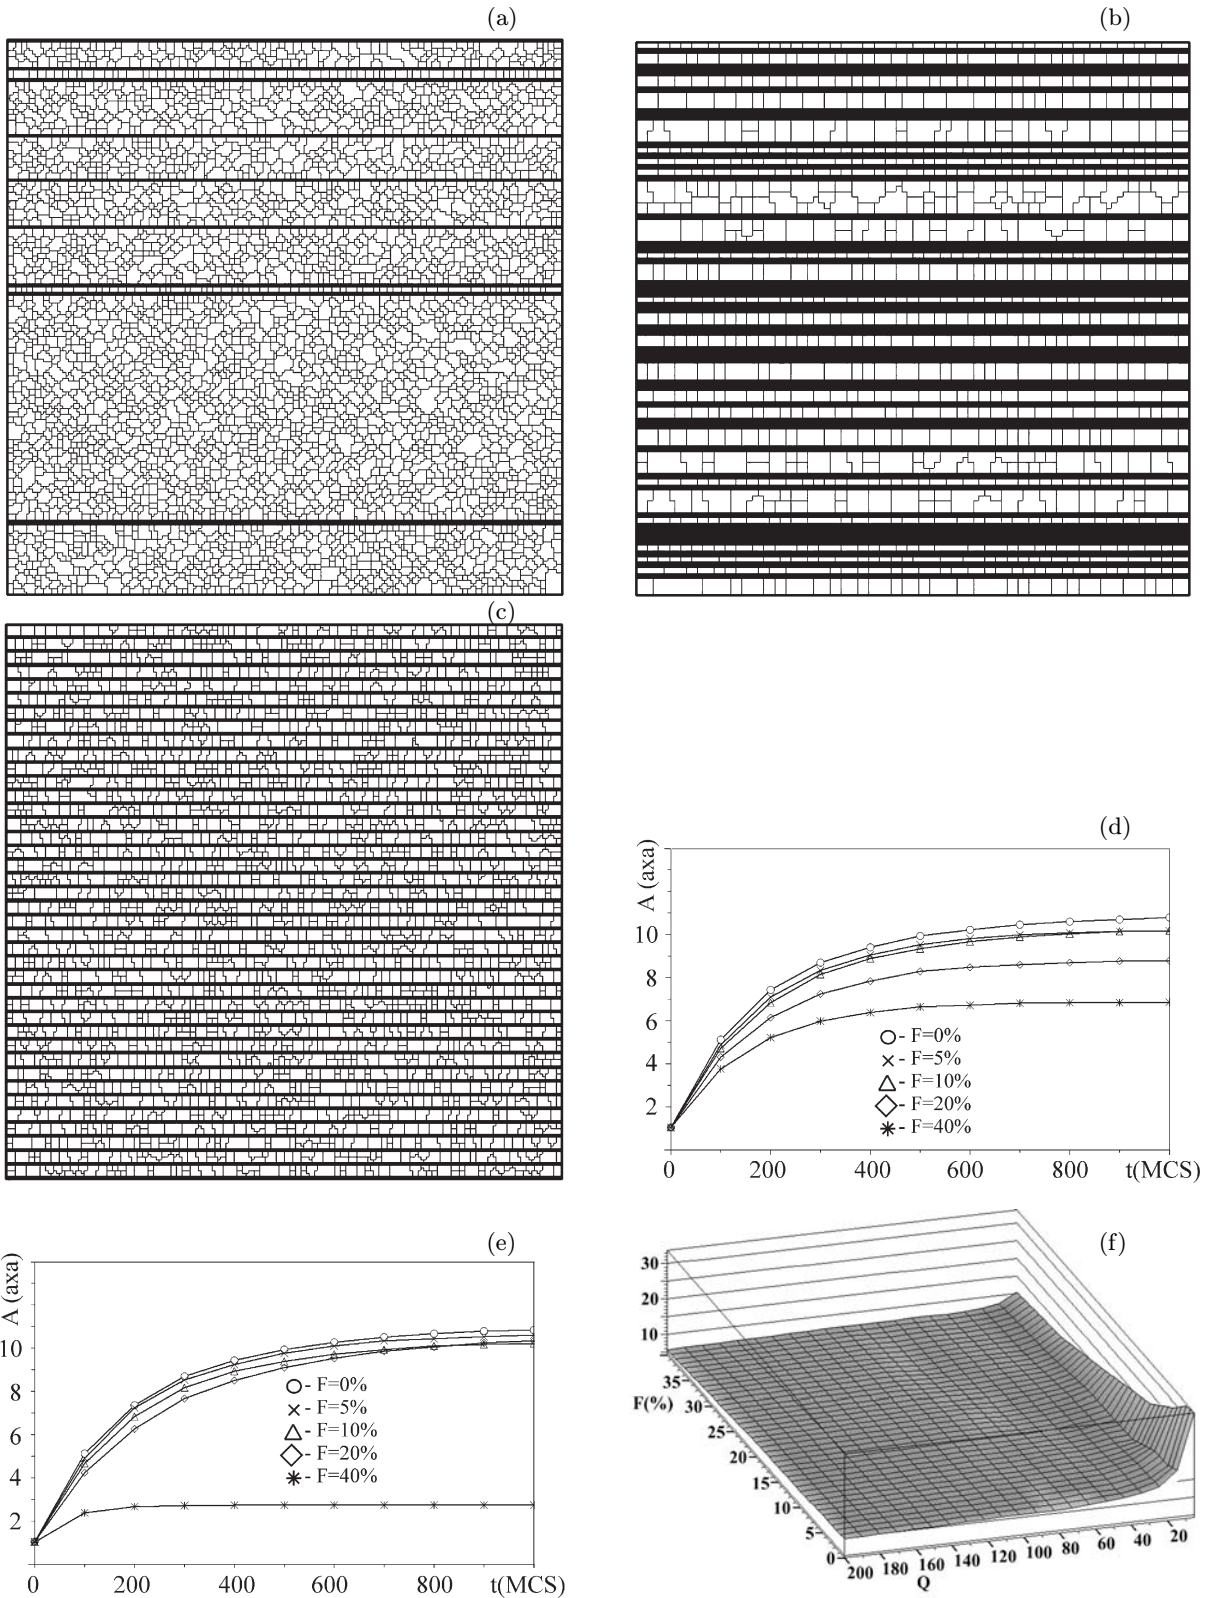 (a)
(b)
(c)
(d)
A (axa)
10
8
6
4
2
0
200
400
600
800
t(MCS)
- F=0%
- F=5%
- F=10%
- F=20%
- F=40%
(e)
A (axa)
10
8
6
4
2
0
200
400
600
800
t(MCS)
- F=0%
- F=5%
- F=10%
- F=20%
- F=40%
(f)
30
20
10
35
30
25
20
15
10
5
0
F(%)
200 180 160 140 120 100 80 60 40 20
Q